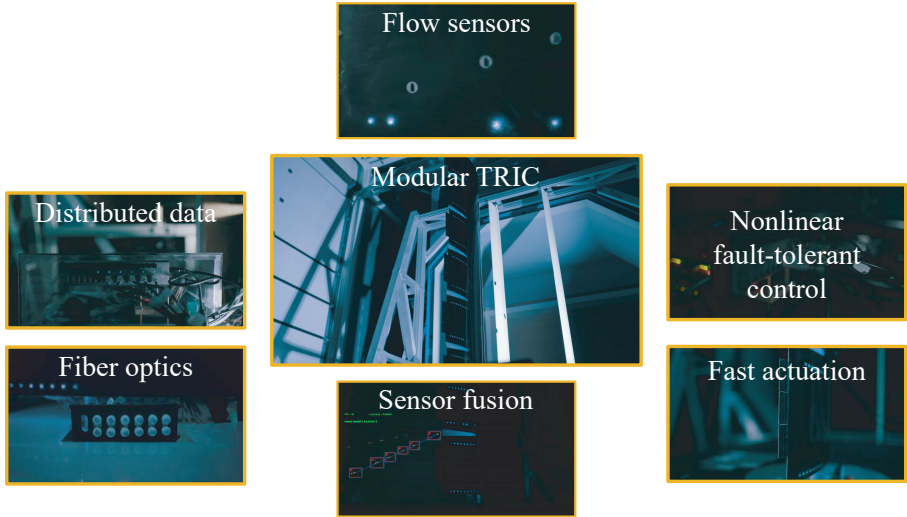 Flow sensors
Modular TRIC
Distributed data
Nonlinear
fault-tolerant
control
Fiber optics
Sensor fusion
Fast actuation